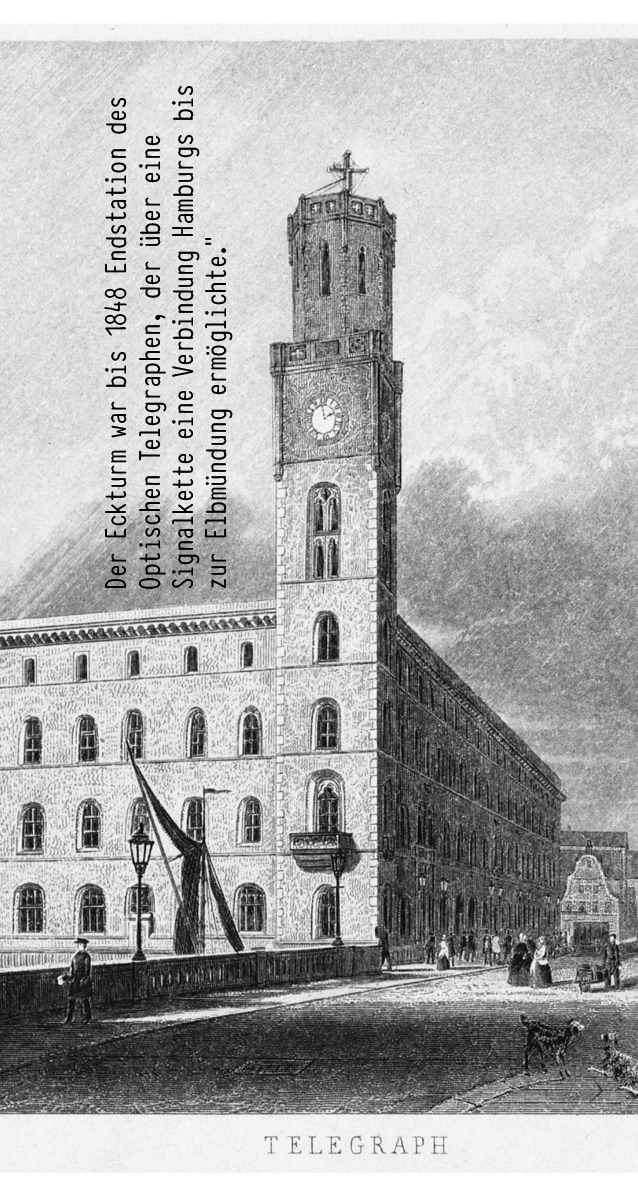 Der Eckturm war bis 1848 Endstation des
Optischen Telegraphen, der über eine
Signalkette eine Verbindung Hamburgs bis
zur Elbmündung ermöglichte."
TELEGRAPH